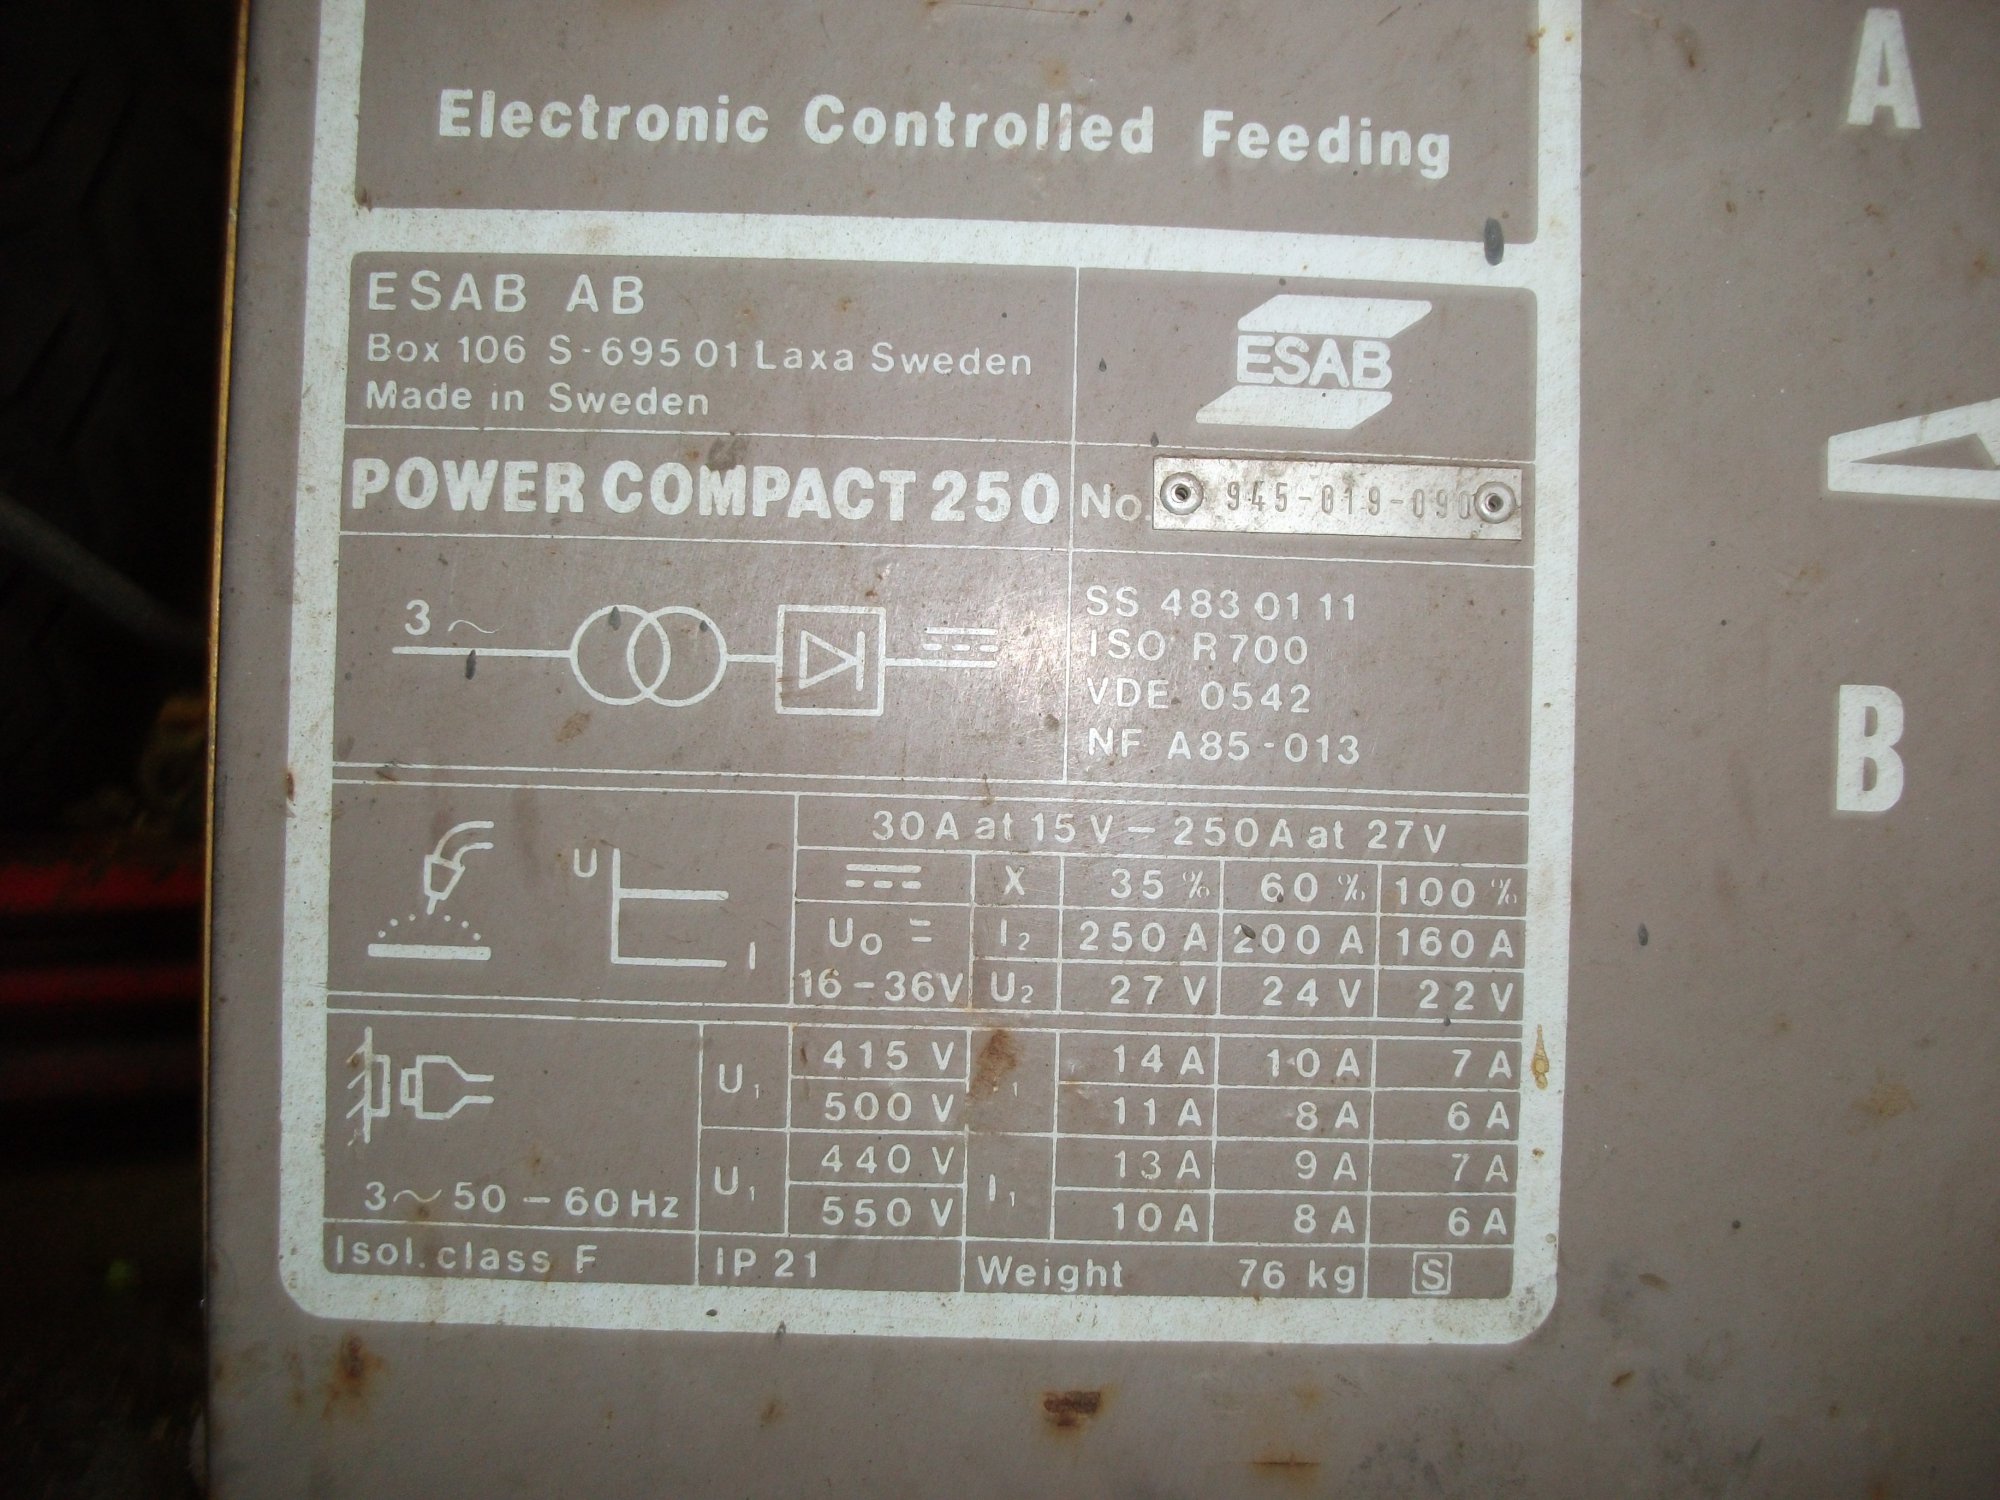 Electronic Controlled Feeding
A
ESAB AB
Box 106 S-695 01 Laxa Sweden
Made in Sweden
ESAB
POWER COMPACT 250
No. 945-819-090
3~
SS 483 01 11
ISO R700
VDE 0542
NF A85-013
B
U
I
30A at 15V – 250A at 27V
X 35 % 60 % 100 %
U₀ = I₂ 250 A 200 A 160 A
16–36V U₂ 27 V 24 V 22 V
U₁ 415 V 14 A 10 A 7 A
500 V 11 A 8 A 6 A
U₁ 440 V I₁ 13 A 9 A 7 A
550 V 10 A 8 A 6 A
3~ 50 – 60 Hz
Isol. class F IP 21 Weight 76 kg S